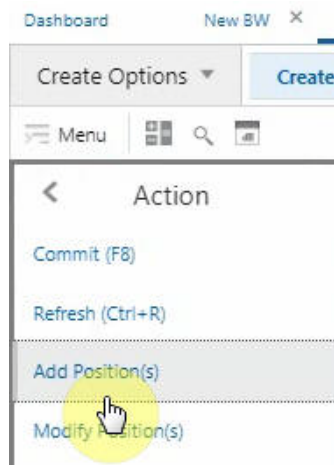 Dashboard New BW ×
Create Options Create
Menu
Action
Commit (F8)
Refresh (Ctrl+R)
Add Position(s)
Modify Position(s)